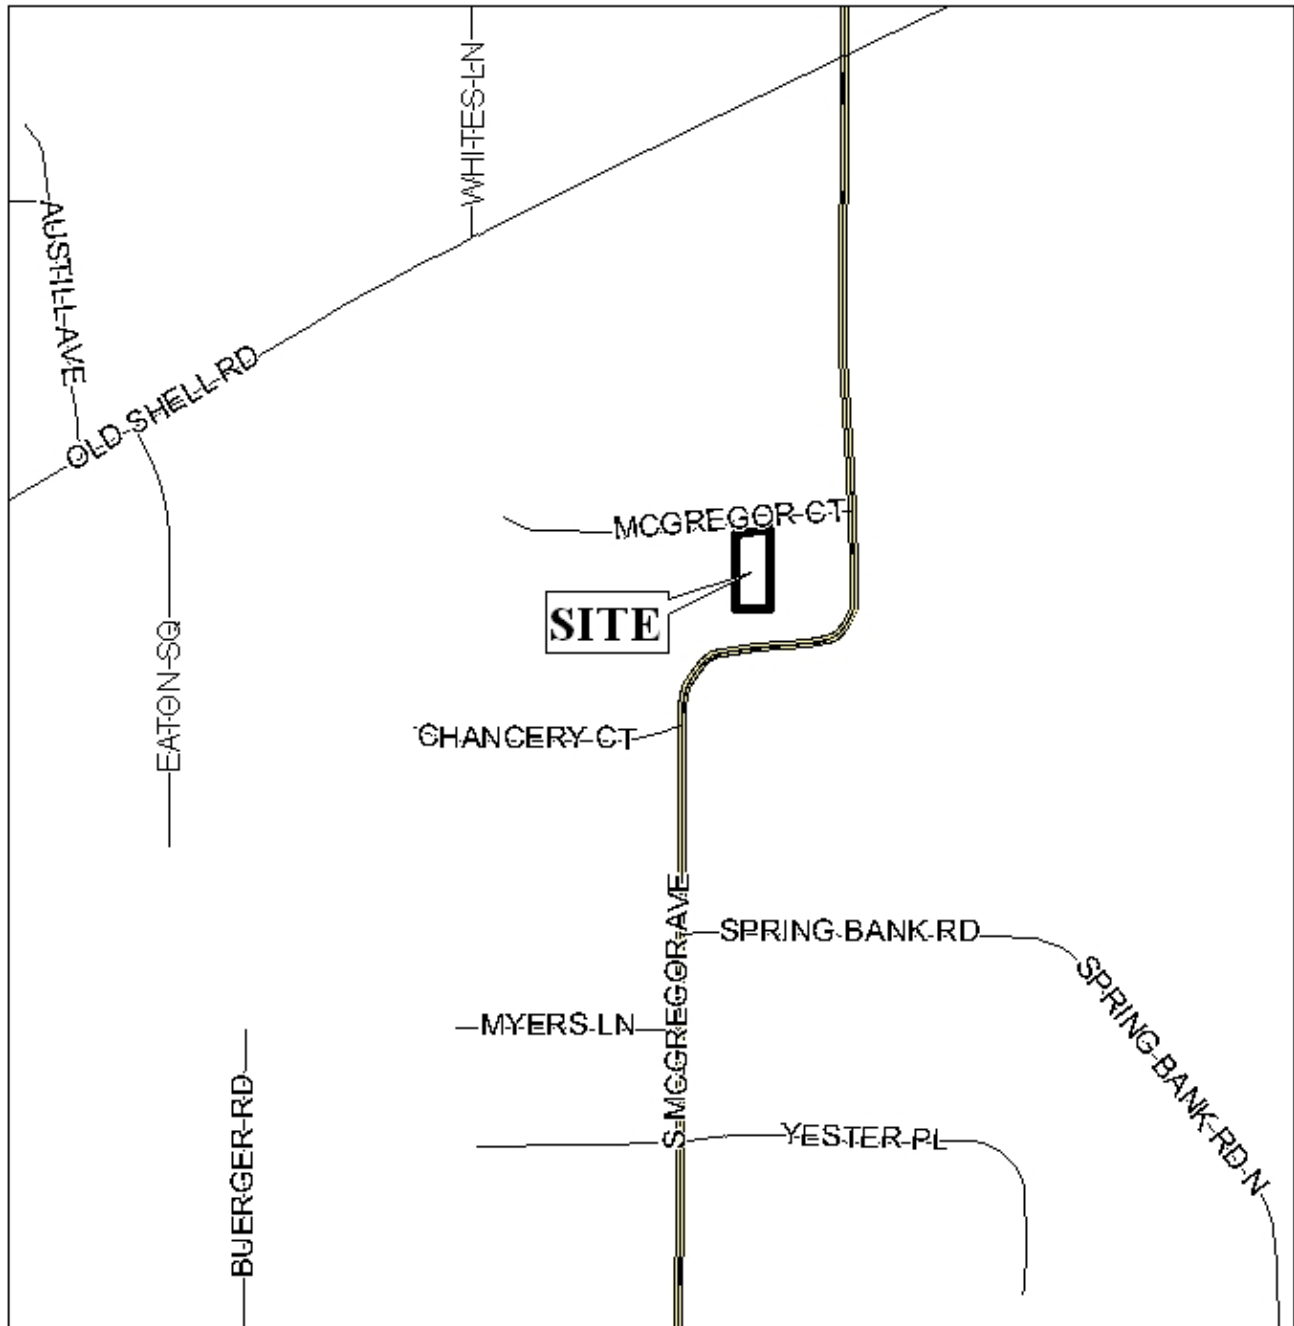 WHITES LN
AUSTILL AVE
OLD SHELL RD
MCGREGOR CT
SITE
EATON SQ
CHANCERY CT
S MCGREGOR AVE
SPRING BANK RD
SPRING BANK RD N
MYERS LN
BUERGER RD
YESTER PL